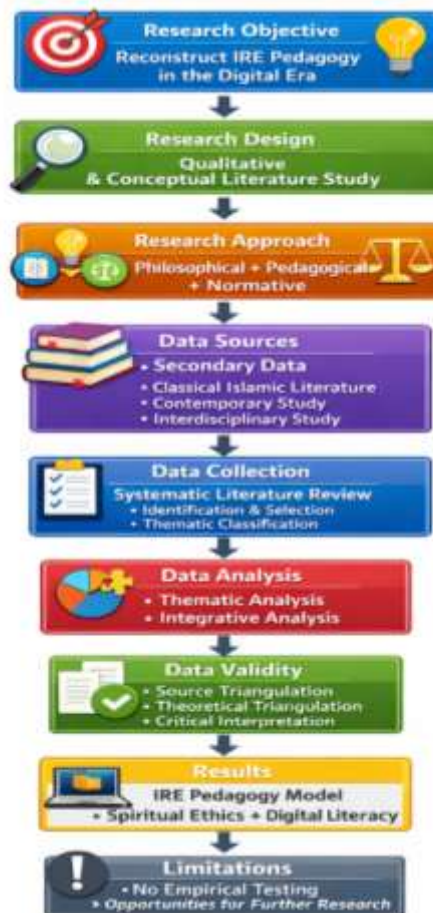 Research Objective
Reconstruct IRE Pedagogy
in the Digital Era
Research Design
Qualitative
& Conceptual Literature Study
Research Approach
Philosophical + Pedagogical
+ Normative
Data Sources
• Secondary Data
• Classical Islamic Literature
• Contemporary Study
• Interdisciplinary Study
Data Collection
Systematic Literature Review
• Identification & Selection
• Thematic Classification
Data Analysis
• Thematic Analysis
• Integrative Analysis
Data Validity
• Source Triangulation
• Theoretical Triangulation
• Critical Interpretation
Results
IRE Pedagogy Model
• Spiritual Ethics + Digital Literacy
Limitations
• No Empirical Testing
• Opportunities for Further Research